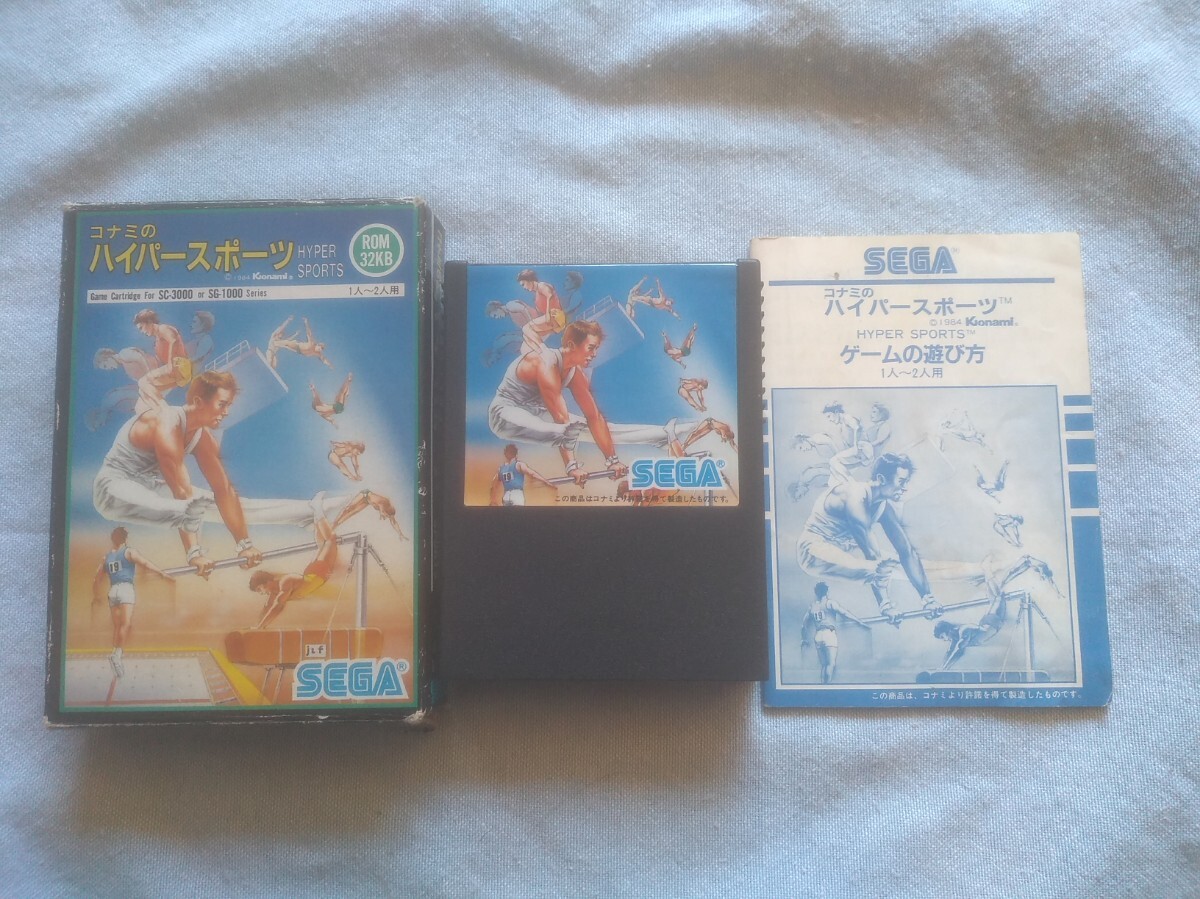 コナミの
ハイパースポーツ
HYPER
SPORTS
©1984 Konami®
ROM
32KB
Game Cartridge For SC-3000 or SG-1000 Series
1人〜2人用
19
j&f
SEGA®
19
SEGA®
この商品はコナミより許諾を得て製造したものです。
SEGA®
コナミの
ハイパースポーツ™
©1984 Konami®
HYPER SPORTS™
ゲームの遊び方
1人〜2人用
19
この商品は、コナミより許諾を得て製造したものです。